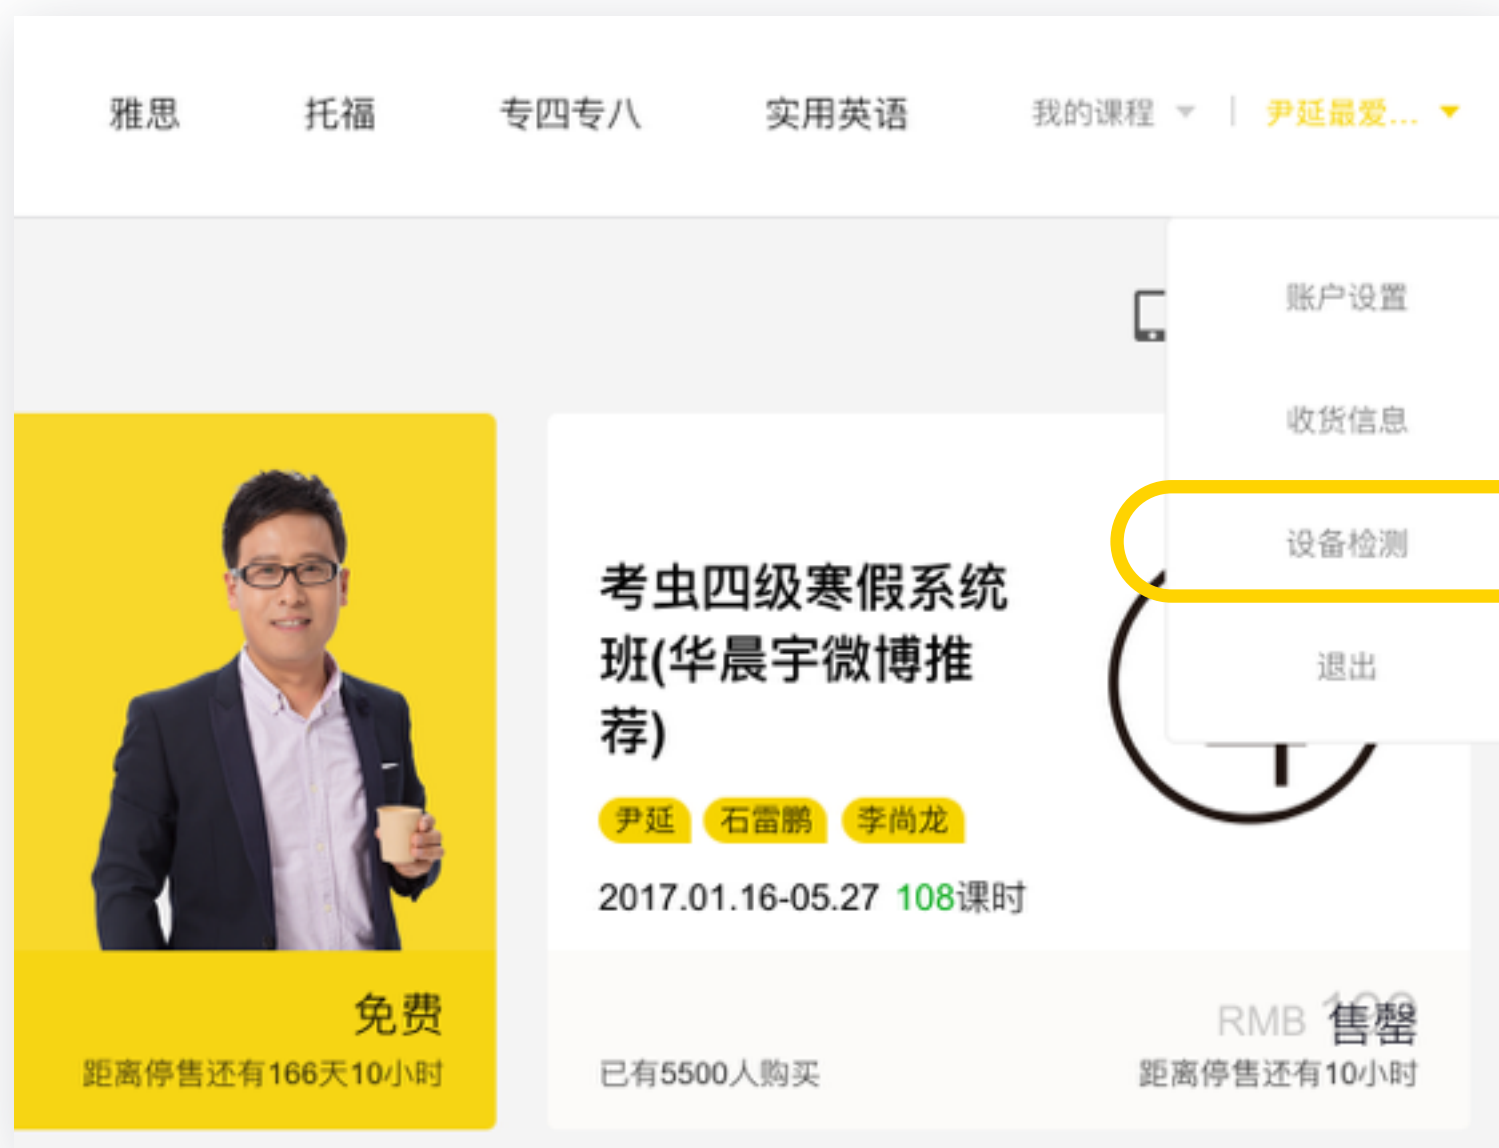 雅思 托福 专四专八 实用英语 我的课程 尹延最爱...
账户设置
收货信息
设备检测
退出
考虫四级寒假系统
班(华晨宇微博推
荐)
尹延 石雷鹏 李尚龙
2017.01.16-05.27 108课时
免费
距离停售还有166天10小时
RMB 售罄
已有5500人购买
距离停售还有10小时